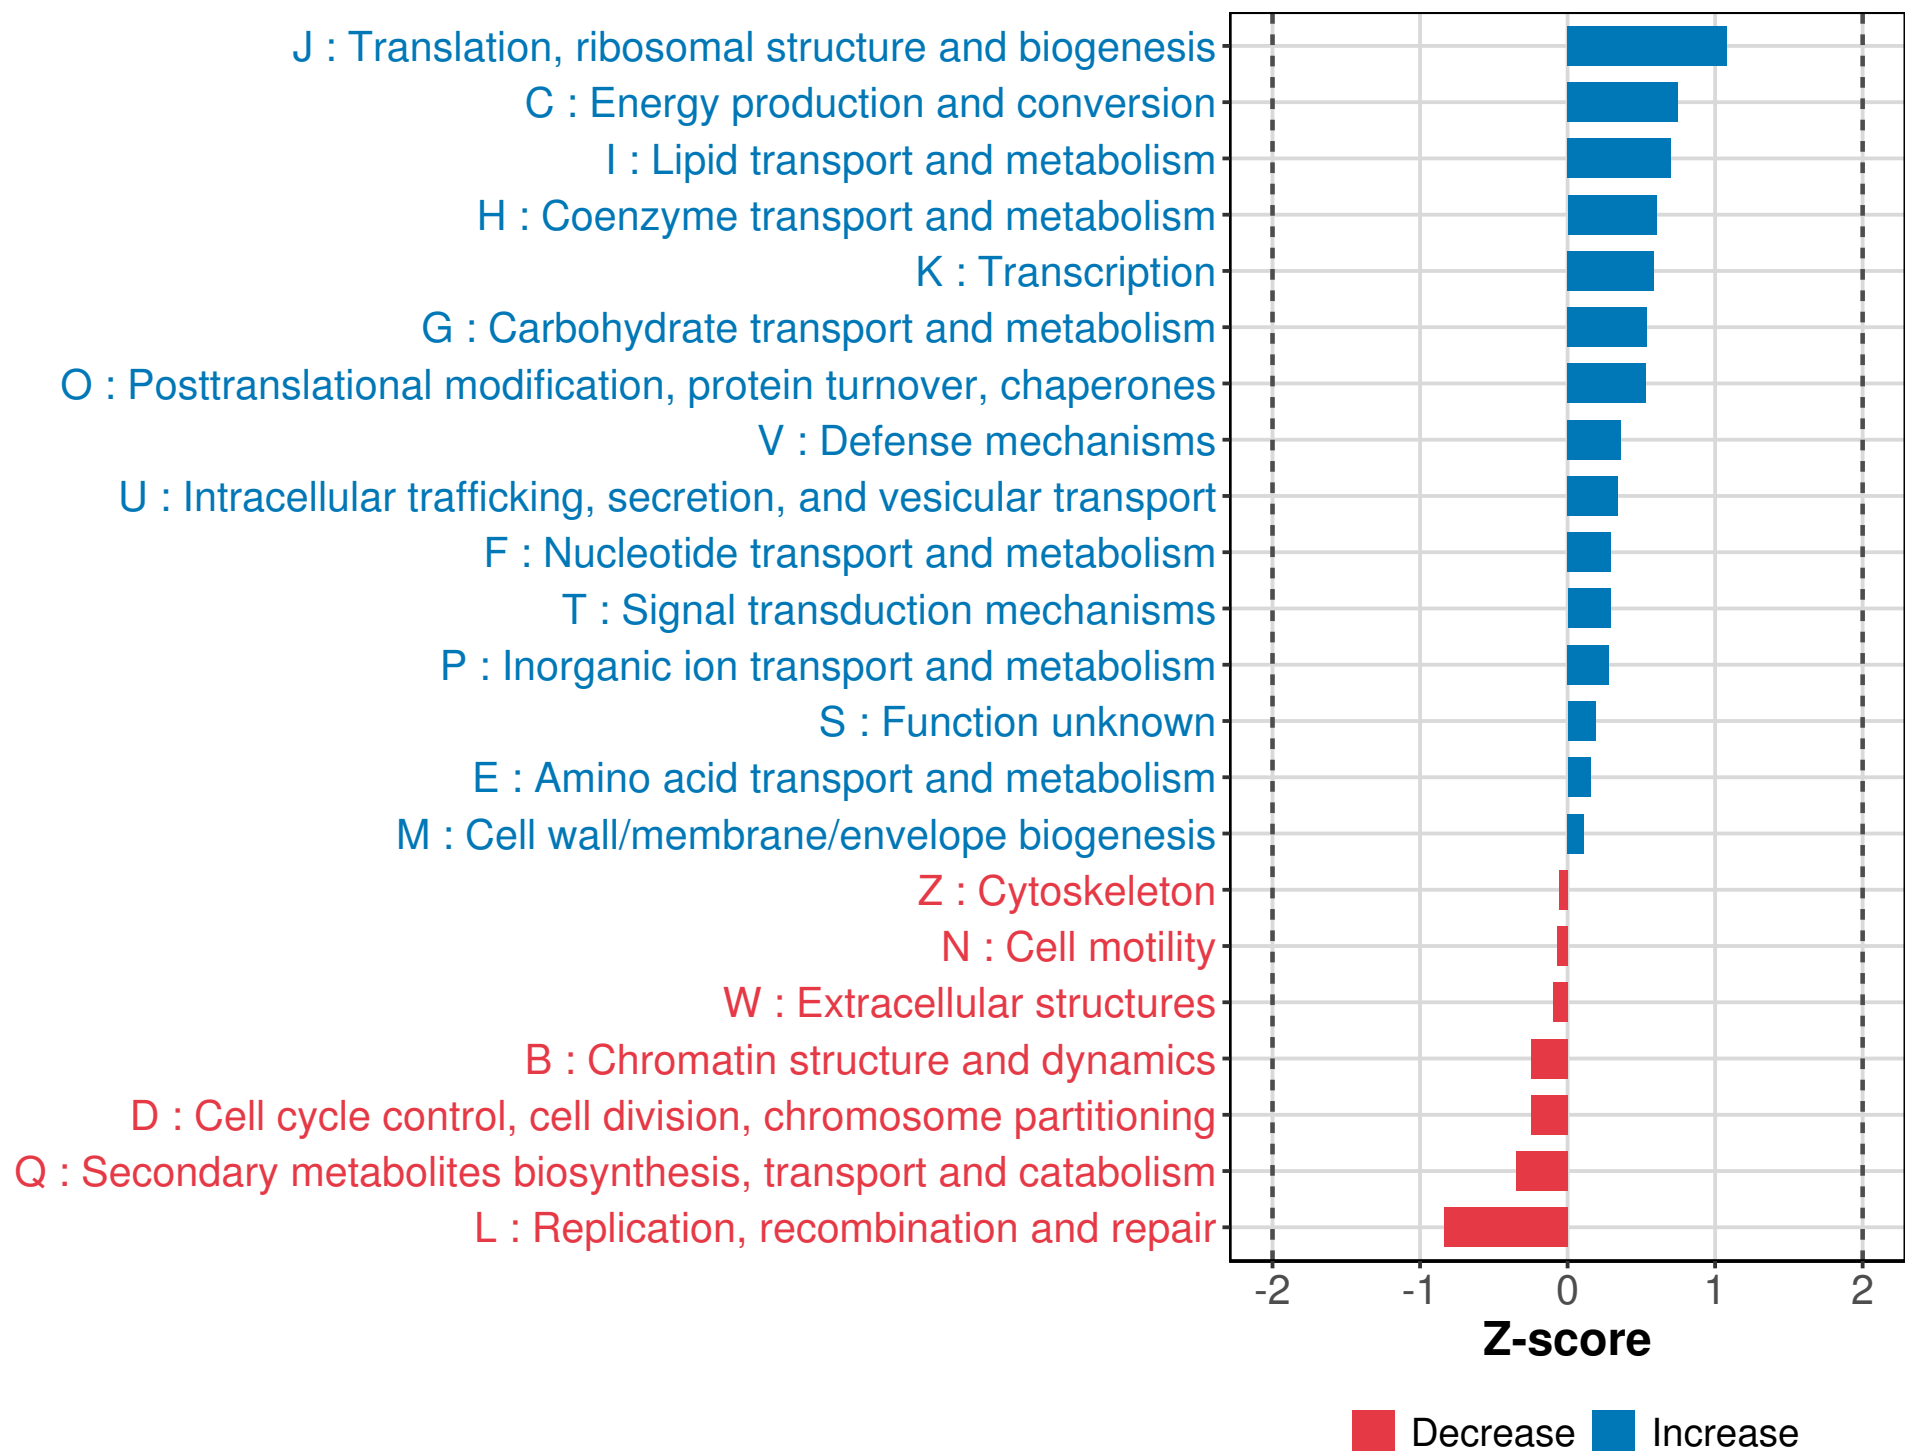 J : Translation, ribosomal structure and biogenesis
C : Energy production and conversion
I : Lipid transport and metabolism
H : Coenzyme transport and metabolism
K : Transcription
G : Carbohydrate transport and metabolism
O : Posttranslational modification, protein turnover, chaperones
V : Defense mechanisms
U : Intracellular trafficking, secretion, and vesicular transport
F : Nucleotide transport and metabolism
T : Signal transduction mechanisms
P : Inorganic ion transport and metabolism
S : Function unknown
E : Amino acid transport and metabolism
M : Cell wall/membrane/envelope biogenesis
Z : Cytoskeleton
N : Cell motility
W : Extracellular structures
B : Chromatin structure and dynamics
D : Cell cycle control, cell division, chromosome partitioning
Q : Secondary metabolites biosynthesis, transport and catabolism
L : Replication, recombination and repair
-2 -1 0 1 2
Z-score
Decrease Increase